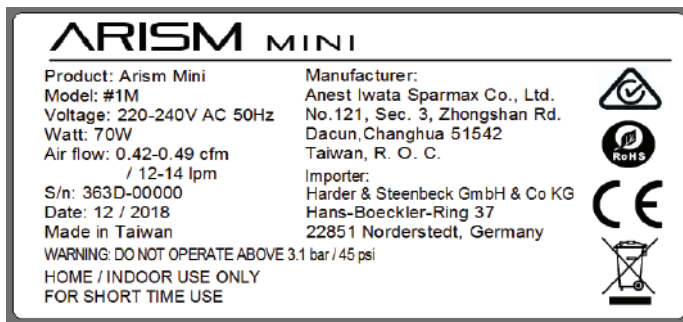 ARISM MINI
Product: Arism Mini
Model: #1M
Voltage: 220-240V AC 50Hz
Watt: 70W
Air flow: 0.42-0.49 cfm
/ 12-14 lpm
S/n: 363D-00000
Date: 12 / 2018
Made in Taiwan
Manufacturer:
Anest Iwata Sparmax Co., Ltd.
No.121, Sec. 3, Zhongshan Rd.
Dacun,Changhua 51542
Taiwan, R. O. C.
Importer:
Harder & Steenbeck GmbH & Co KG
Hans-Boeckler-Ring 37
22851 Norderstedt, Germany
WARNING: DO NOT OPERATE ABOVE 3.1 bar / 45 psi
HOME / INDOOR USE ONLY
FOR SHORT TIME USE
RoHS
CE